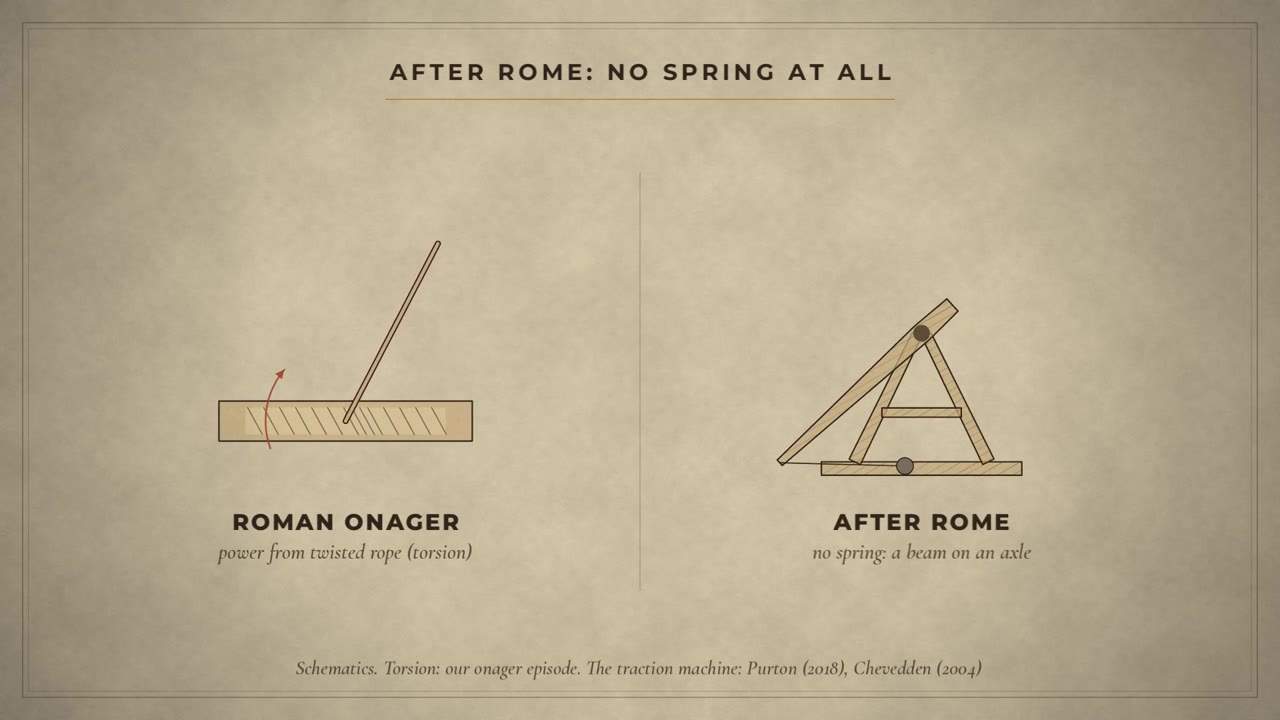 AFTER ROME: NO SPRING AT ALL
ROMAN ONAGER
power from twisted rope (torsion)
AFTER ROME
no spring: a beam on an axle
Schematics. Torsion: our onager episode. The traction machine: Purton (2018), Chevedden (2004)